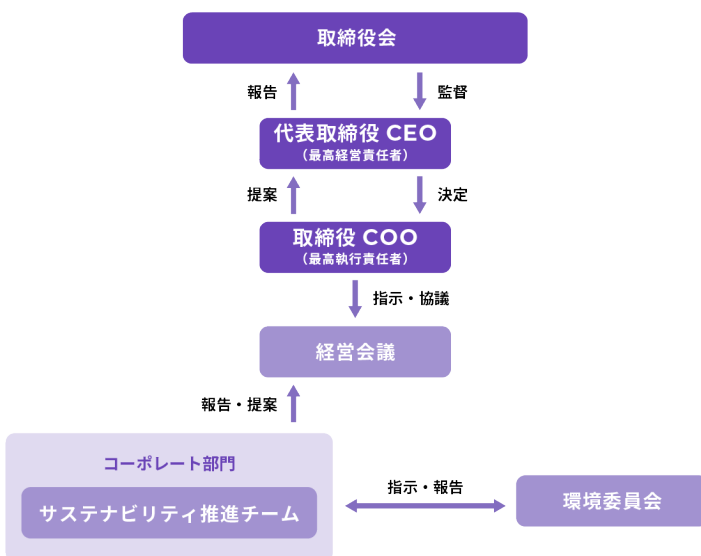 取締役会
報告
監督
代表取締役 CEO
（最高経営責任者）
提案
決定
取締役 COO
（最高執行責任者）
指示・協議
経営会議
報告・提案
コーポレート部門
サステナビリティ推進チーム
指示・報告
環境委員会